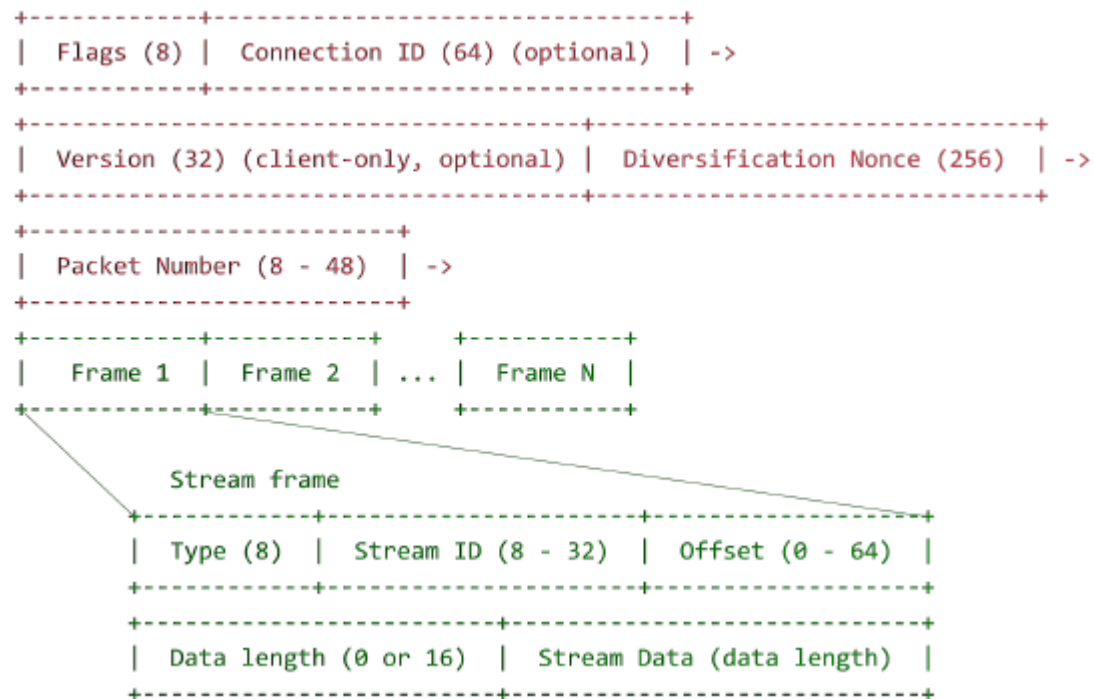 Flags (8) | Connection ID (64) (optional) | ->
Version (32) (client-only, optional) | Diversification Nonce (256) | ->
Packet Number (8 - 48) | ->
Frame 1 | Frame 2 | ... | Frame N |
Stream frame
Type (8) | Stream ID (8 - 32) | Offset (0 - 64) |
Data length (0 or 16) | Stream Data (data length) |